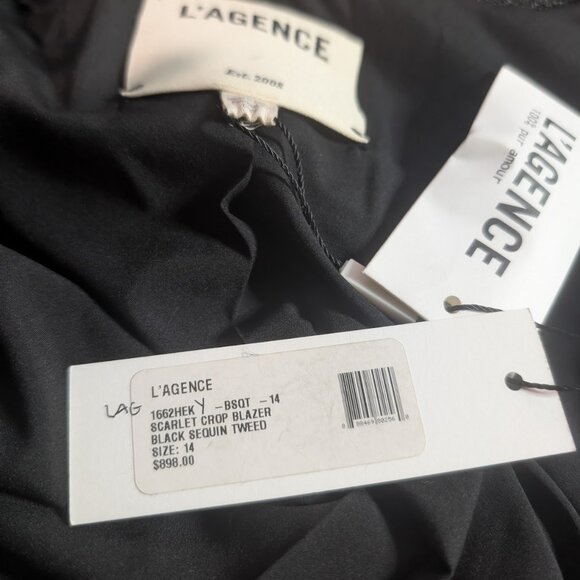 L'AGENCE
Est. 2008
L'AGENCE
100% pur amour
LAG
L'AGENCE
1662HEK Y -BSQT -14
SCARLET CROP BLAZER
BLACK SEQUIN TWEED
SIZE: 14
$898.00